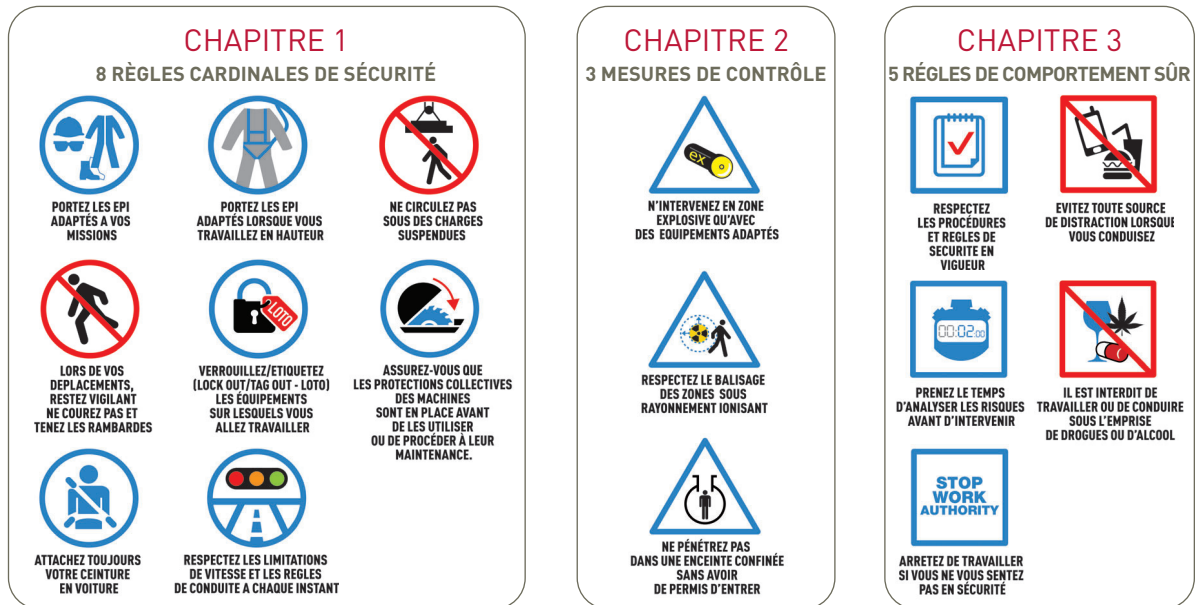 CHAPITRE 1
8 RÈGLES CARDINALES DE SÉCURITÉ
PORTEZ LES EPI
ADAPTÉS A VOS
MISSIONS
PORTEZ LES EPI
ADAPTÉS LORSQUE VOUS
TRAVAILLEZ EN HAUTEUR
NE CIRCULEZ PAS
SOUS DES CHARGES
SUSPENDUES
LORS DE VOS
DEPLACEMENTS,
RESTEZ VIGILANT
NE COUREZ PAS ET
TENEZ LES RAMBARDES
LOTO
VERROUILLEZ/ETIQUETEZ
(LOCK OUT/TAG OUT - LOTO)
LES ÉQUIPEMENTS
SUR LESQUELS VOUS
ALLEZ TRAVAILLER
ASSUREZ-VOUS QUE
LES PROTECTIONS COLLECTIVES
DES MACHINES
SONT EN PLACE AVANT
DE LES UTILISER
OU DE PROCÉDER À LEUR
MAINTENANCE.
ATTACHEZ TOUJOURS
VOTRE CEINTURE
EN VOITURE
RESPECTEZ LES LIMITATIONS
DE VITESSE ET LES REGLES
DE CONDUITE A CHAQUE INSTANT
CHAPITRE 2
3 MESURES DE CONTRÔLE
ex
N'INTERVENEZ EN ZONE
EXPLOSIVE QU'AVEC
DES EQUIPEMENTS ADAPTÉS
RESPECTEZ LE BALISAGE
DES ZONES SOUS
RAYONNEMENT IONISANT
NE PÉNÉTREZ PAS
DANS UNE ENCEINTE CONFINÉE
SANS AVOIR
DE PERMIS D'ENTRER
CHAPITRE 3
5 RÉGLES DE COMPORTEMENT SÛR
RESPECTEZ
LES PROCÉDURES
ET REGLES DE
SECURITE EN
VIGUEUR
EVITEZ TOUTE SOURCE
DE DISTRACTION LORSQUE
VOUS CONDUISEZ
00:02:00
PRENEZ LE TEMPS
D'ANALYSER LES RISQUES
AVANT D'INTERVENIR
IL EST INTERDIT DE
TRAVAILLER OU DE CONDUIRE
SOUS L'EMPRISE
DE DROGUES OU D'ALCOOL
STOP
WORK
AUTHORITY
ARRETEZ DE TRAVAILLER
SI VOUS NE VOUS SENTEZ
PAS EN SÉCURITÉ